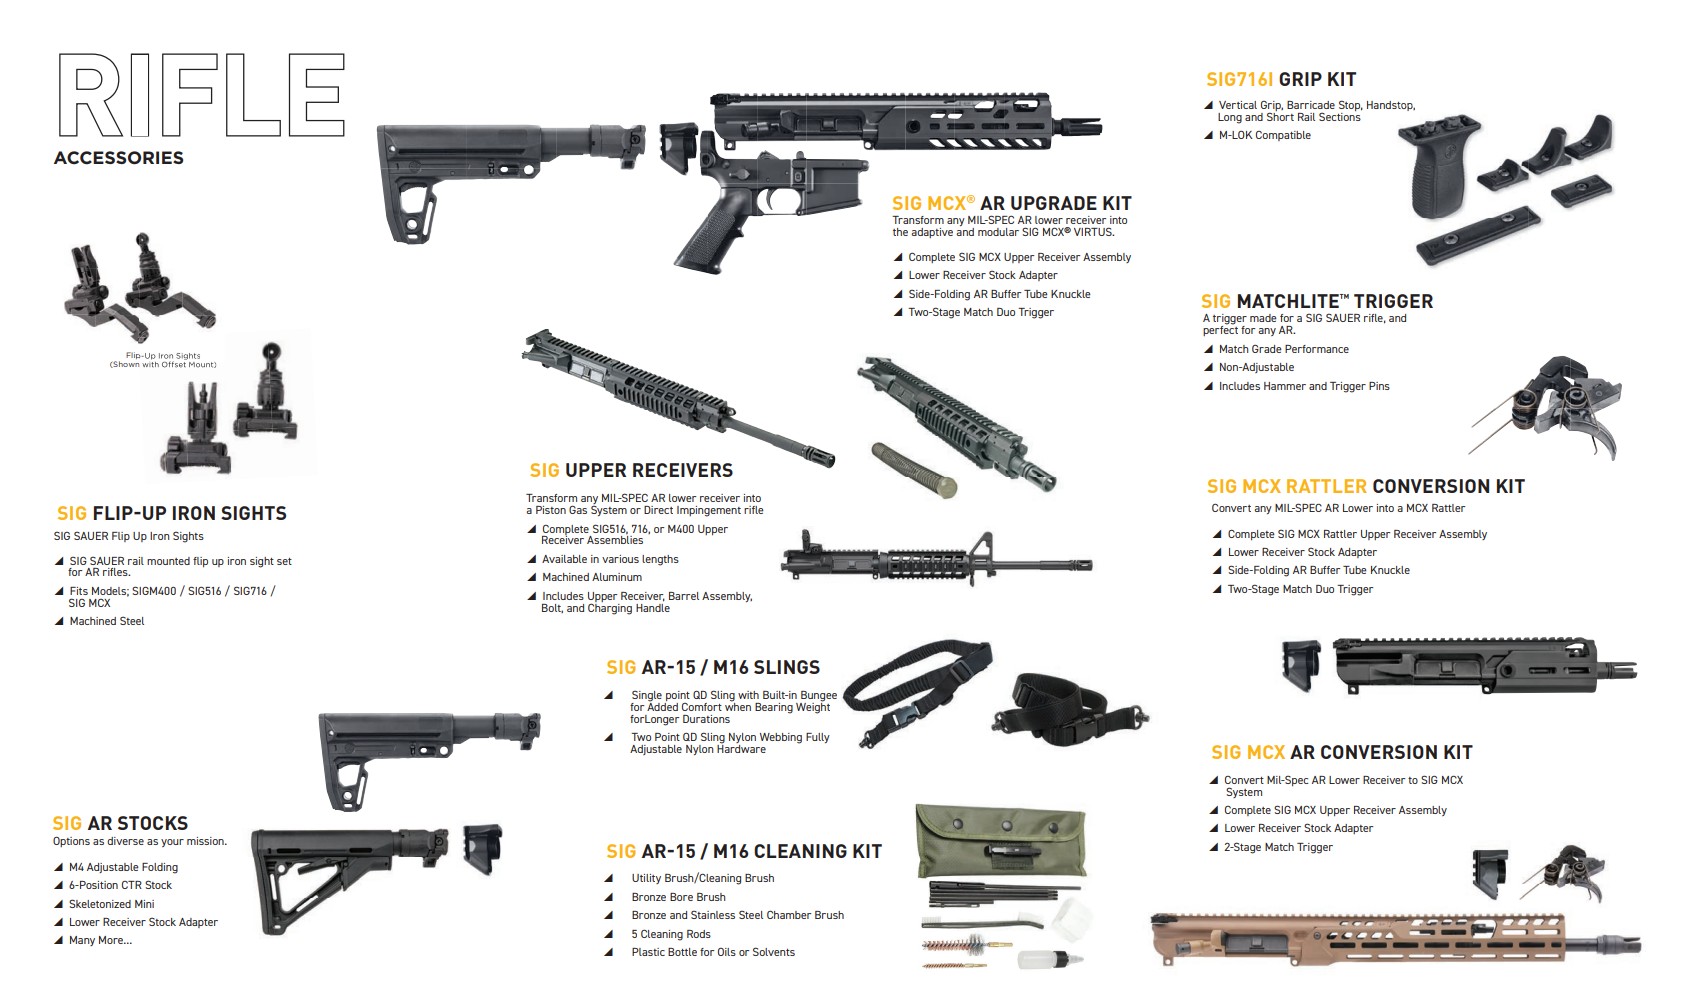 RIFLE
ACCESSORIES
Flip-Up Iron Sights
(Shown with Offset Mount)
SIG FLIP-UP IRON SIGHTS
SIG SAUER Flip Up Iron Sights
SIG SAUER rail mounted flip up iron sight set
for AR rifles.
Fits Models; SIGM400 / SIG516 / SIG716 /
SIG MCX
Machined Steel
SIG AR STOCKS
Options as diverse as your mission.
M4 Adjustable Folding
6-Position CTR Stock
Skeletonized Mini
Lower Receiver Stock Adapter
Many More...
SIG MCX® AR UPGRADE KIT
Transform any MIL-SPEC AR lower receiver into
the adaptive and modular SIG MCX® VIRTUS.
Complete SIG MCX Upper Receiver Assembly
Lower Receiver Stock Adapter
Side-Folding AR Buffer Tube Knuckle
Two-Stage Match Duo Trigger
SIG UPPER RECEIVERS
Transform any MIL-SPEC AR lower receiver into
a Piston Gas System or Direct Impingement rifle
Complete SIG516, 716, or M400 Upper
Receiver Assemblies
Available in various lengths
Machined Aluminum
Includes Upper Receiver, Barrel Assembly,
Bolt, and Charging Handle
SIG AR-15 / M16 SLINGS
Single point QD Sling with Built-in Bungee
for Added Comfort when Bearing Weight
forLonger Durations
Two Point QD Sling Nylon Webbing Fully
Adjustable Nylon Hardware
SIG AR-15 / M16 CLEANING KIT
Utility Brush/Cleaning Brush
Bronze Bore Brush
Bronze and Stainless Steel Chamber Brush
5 Cleaning Rods
Plastic Bottle for Oils or Solvents
SIG716I GRIP KIT
Vertical Grip, Barricade Stop, Handstop,
Long and Short Rail Sections
M-LOK Compatible
SIG MATCHLITE™ TRIGGER
A trigger made for a SIG SAUER rifle, and
perfect for any AR.
Match Grade Performance
Non-Adjustable
Includes Hammer and Trigger Pins
SIG MCX RATTLER CONVERSION KIT
Convert any MIL-SPEC AR Lower into a MCX Rattler
Complete SIG MCX Rattler Upper Receiver Assembly
Lower Receiver Stock Adapter
Side-Folding AR Buffer Tube Knuckle
Two-Stage Match Duo Trigger
SIG MCX AR CONVERSION KIT
Convert Mil-Spec AR Lower Receiver to SIG MCX
System
Complete SIG MCX Upper Receiver Assembly
Lower Receiver Stock Adapter
2-Stage Match Trigger